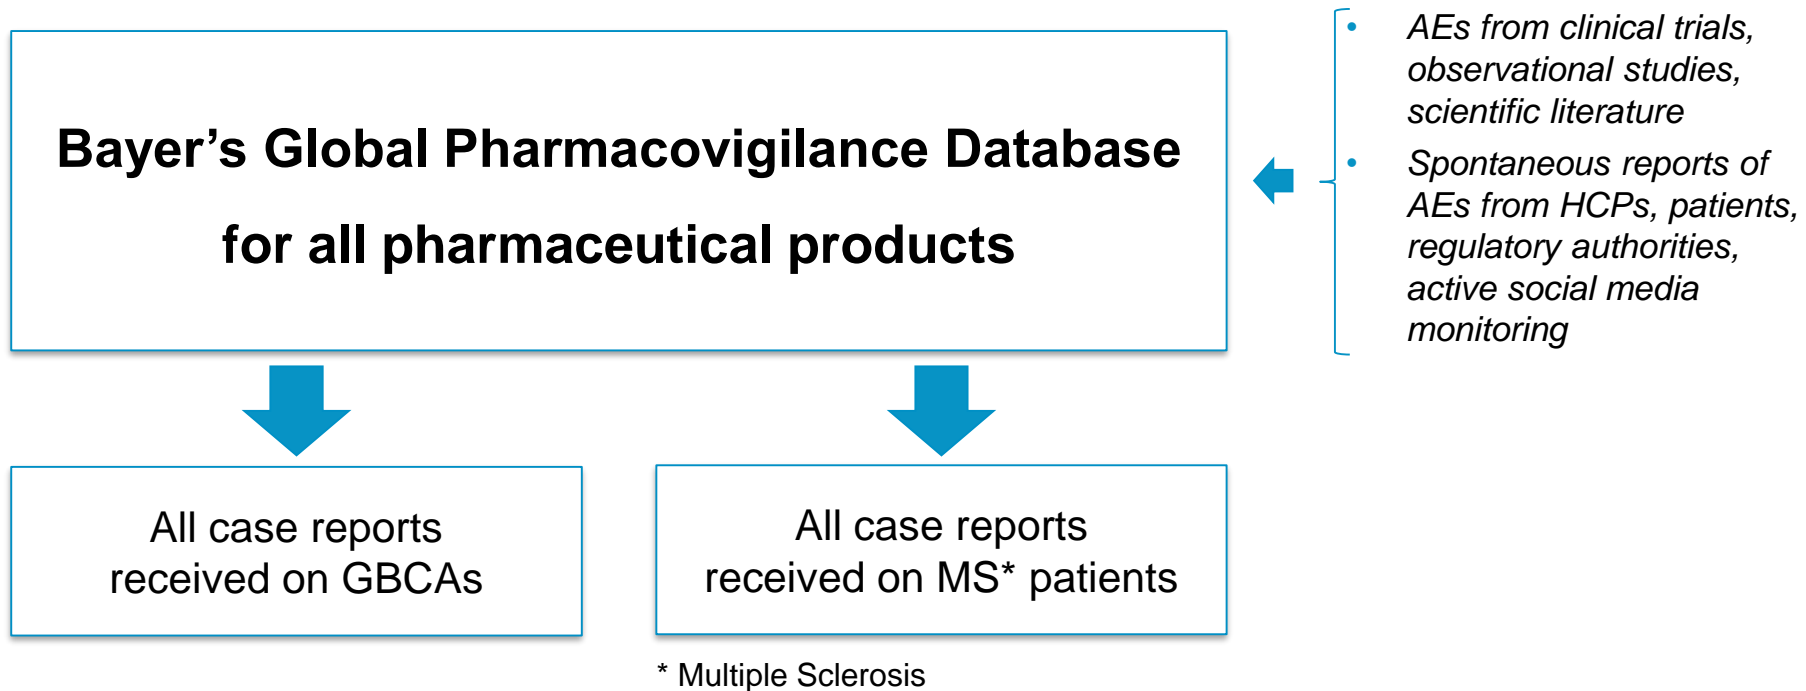 Bayer’s Global Pharmacovigilance Database
for all pharmaceutical products
• AEs from clinical trials,
observational studies,
scientific literature
• Spontaneous reports of
AEs from HCPs, patients,
regulatory authorities,
active social media
monitoring
All case reports
received on GBCAs
All case reports
received on MS* patients
* Multiple Sclerosis